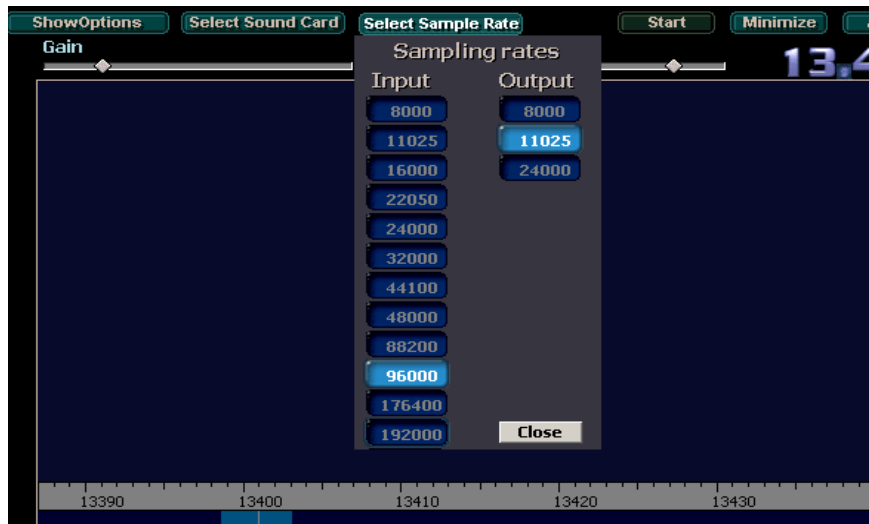 ShowOptions Select Sound Card Select Sample Rate Start Minimize
Gain
13.4
Sampling rates
Input Output
8000 8000
11025 11025
16000 24000
22050
24000
32000
44100
48000
88200
96000
176400
192000 Close
13390 13400 13410 13420 13430